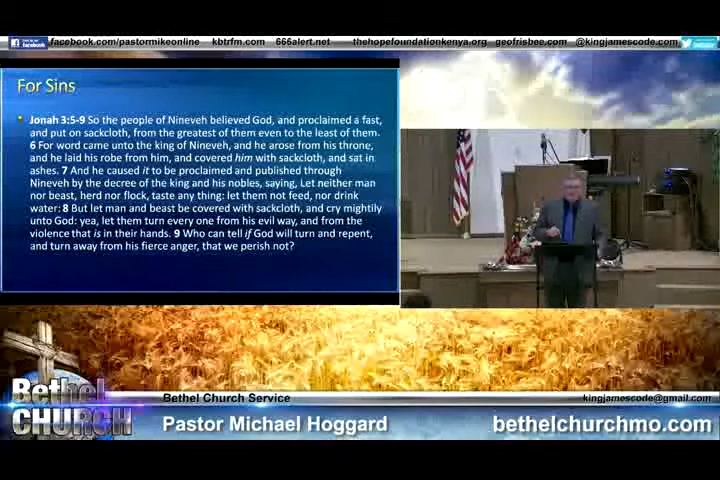 facebook.com/pastormikeonline kbtrfm.com 666alert.net thehopefoundationkenya.org geofrisbee.com @kingjamescode.com
For Sins
Jonah 3:5-9 So the people of Nineveh believed God, and proclaimed a fast,
and put on sackcloth, from the greatest of them even to the least of them.
6 For word came unto the king of Nineveh, and he arose from his throne,
and he laid his robe from him, and covered him with sackcloth, and sat in
ashes. 7 And he caused it to be proclaimed and published through
Nineveh by the decree of the king and his nobles, saying, Let neither man
nor beast, herd nor flock, taste any thing: let them not feed, nor drink
water: 8 But let man and beast be covered with sackcloth, and cry mightily
unto God: yea, let them turn every one from his evil way, and from the
violence that is in their hands. 9 Who can tell if God will turn and repent,
and turn away from his fierce anger, that we perish not?
Bethel
CHURCH
Bethel Church Service
kingjamescode@gmail.com
Pastor Michael Hoggard
bethelchurchmo.com